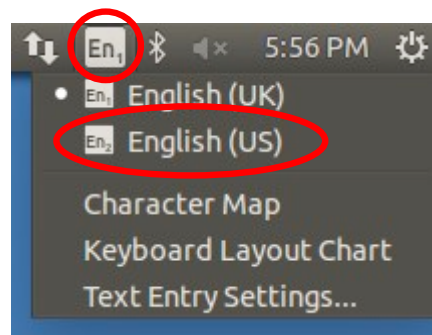 En₁ 5:56 PM
En₁ English (UK)
En₂ English (US)
Character Map
Keyboard Layout Chart
Text Entry Settings...